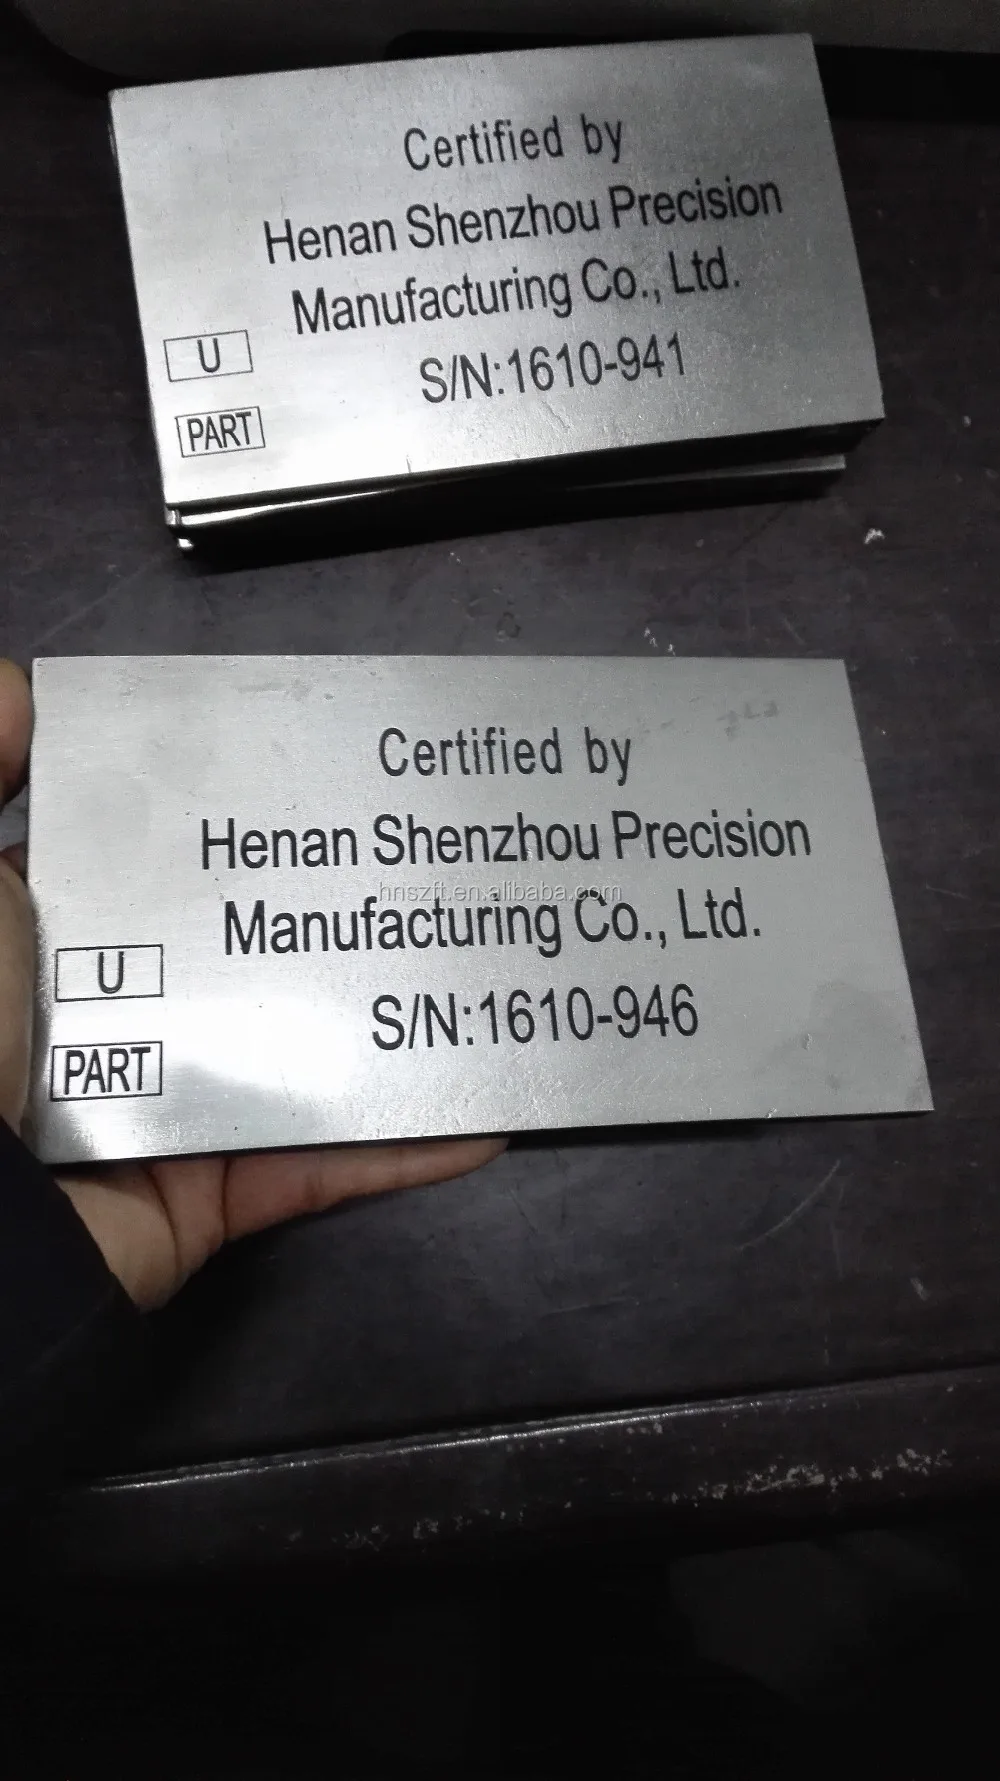 Certified by
Henan Shenzhou Precision
Manufacturing Co., Ltd.
U
S/N:1610-941
PART
Certified by
Henan Shenzhou Precision
hnszft.en.alibaba.com
Manufacturing Co., Ltd.
U
S/N:1610-946
PART